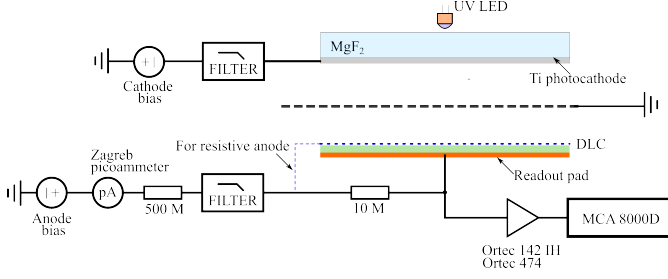 UV LED
MgF2
+ |
FILTER
Cathode
bias
Ti photocathode
For resistive anode
DLC
Zagreb
picoammeter
Readout pad
| +
pA
500 M
FILTER
10 M
MCA 8000D
Anode
bias
Ortec 142 IH
Ortec 474